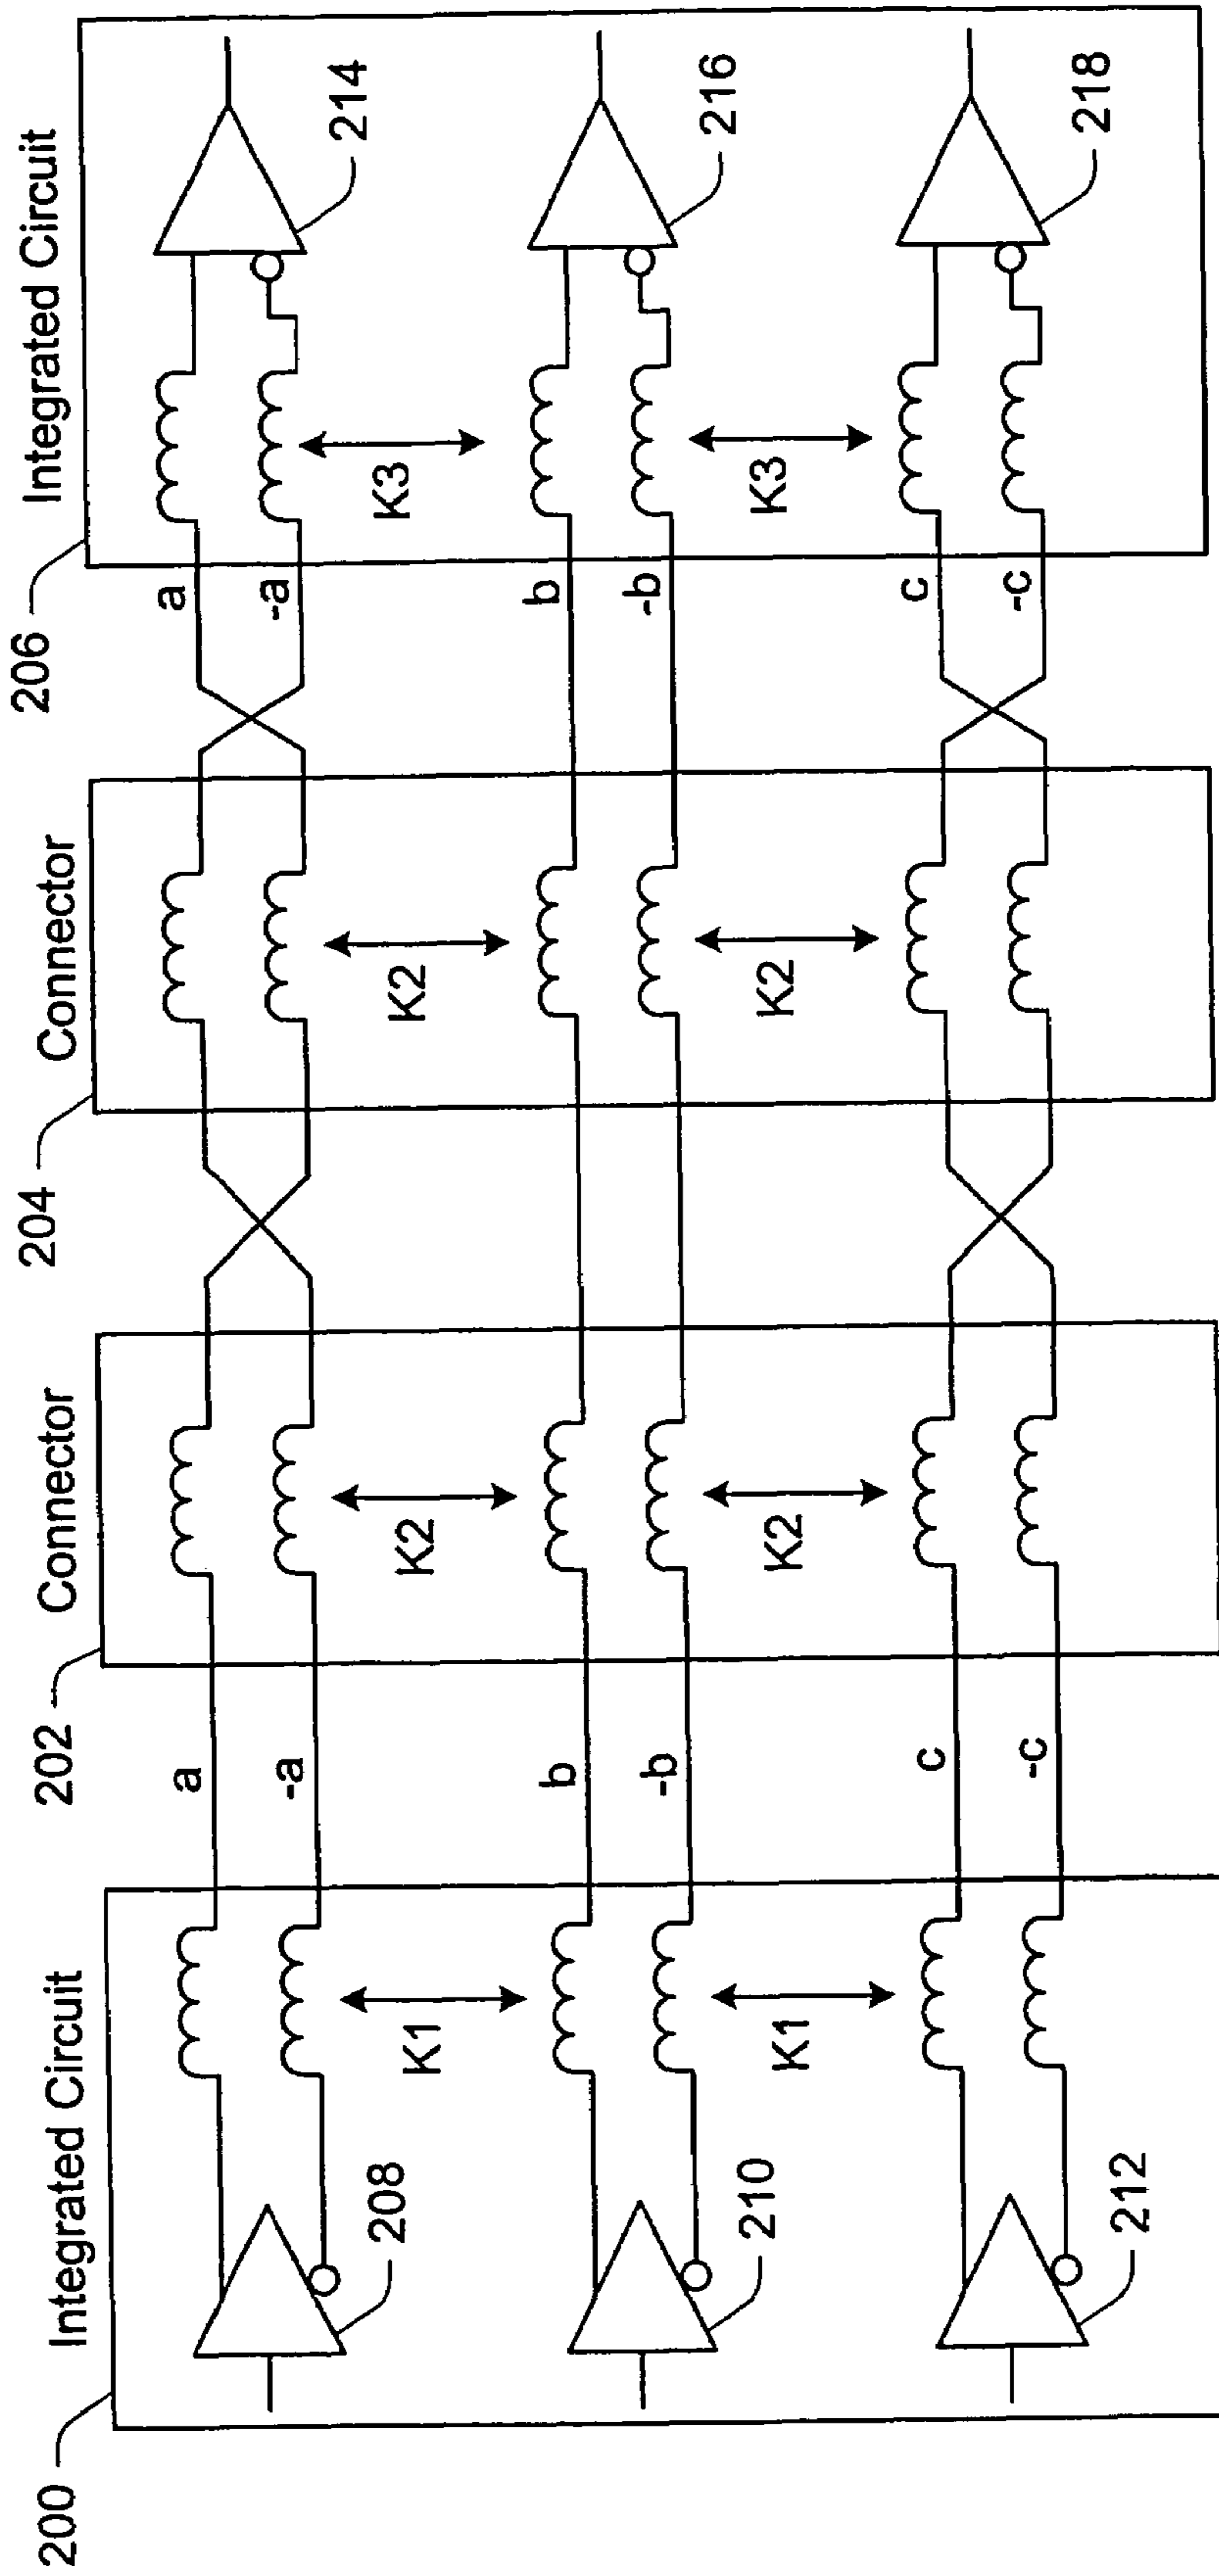 200
Integrated Circuit
202
Connector
204
Connector
206
Integrated Circuit
a
a
-a
-a
208
214
K1
K2
K2
K3
b
b
-b
-b
210
216
K1
K2
K2
K3
c
c
-c
-c
212
218